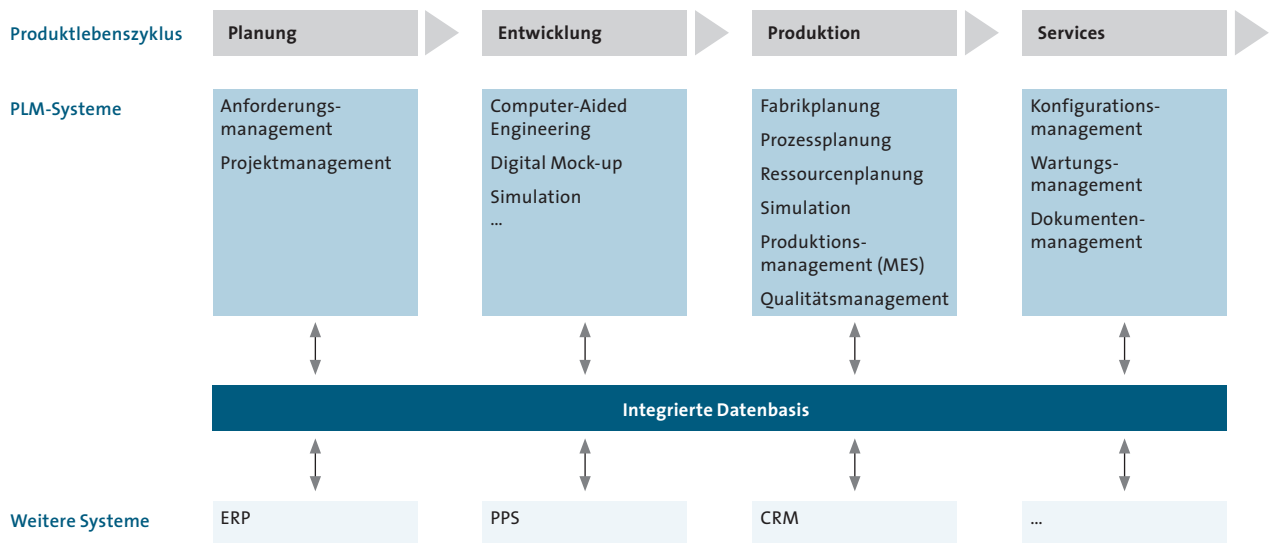 Produktlebenszyklus
Planung
Entwicklung
Produktion
Services
PLM-Systeme
Anforderungs-
management
Projektmanagement
Computer-Aided
Engineering
Digital Mock-up
Simulation
...
Fabrikplanung
Prozessplanung
Ressourcenplanung
Simulation
Produktions-
management (MES)
Qualitätsmanagement
Konfigurations-
management
Wartungs-
management
Dokumenten-
management
Integrierte Datenbasis
Weitere Systeme
ERP
PPS
CRM
...